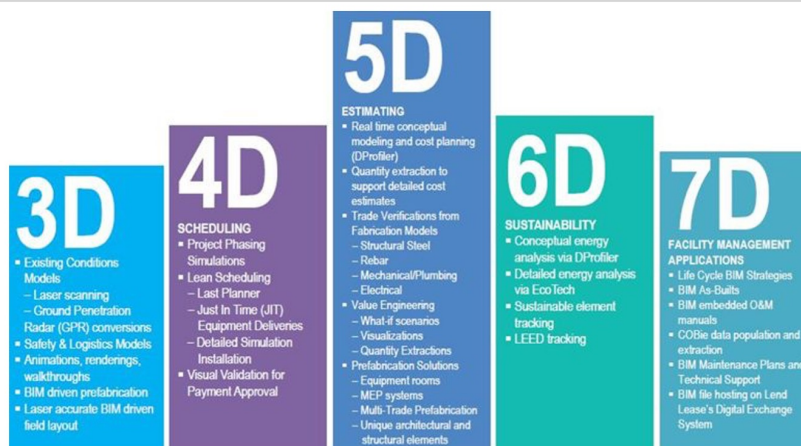 3D
▪ Existing Conditions
Models
– Laser scanning
– Ground Penetration
Radar (GPR) conversions
▪ Safety & Logistics Models
▪ Animations, renderings,
walkthroughs
▪ BIM driven prefabrication
▪ Laser accurate BIM driven
field layout
4D
SCHEDULING
▪ Project Phasing
Simulations
▪ Lean Scheduling
– Last Planner
– Just In Time (JIT)
Equipment Deliveries
– Detailed Simulation
Installation
▪ Visual Validation for
Payment Approval
5D
ESTIMATING
▪ Real time conceptual
modeling and cost planning
(DProfiler)
▪ Quantity extraction to
support detailed cost
estimates
▪ Trade Verifications from
Fabrication Models
– Structural Steel
– Rebar
– Mechanical/Plumbing
– Electrical
▪ Value Engineering
– What-if scenarios
– Visualizations
– Quantity Extractions
▪ Prefabrication Solutions
– Equipment rooms
– MEP systems
– Multi-Trade Prefabrication
– Unique architectural and
structural elements
6D
SUSTAINABILITY
▪ Conceptual energy
analysis via DProfiler
▪ Detailed energy analysis
via EcoTech
▪ Sustainable element
tracking
▪ LEED tracking
7D
FACILITY MANAGEMENT
APPLICATIONS
▪ Life Cycle BIM Strategies
▪ BIM As-Builts
▪ BIM embedded O&M
manuals
▪ COBie data population and
extraction
▪ BIM Maintenance Plans and
Technical Support
▪ BIM file hosting on Lend
Lease's Digital Exchange
System